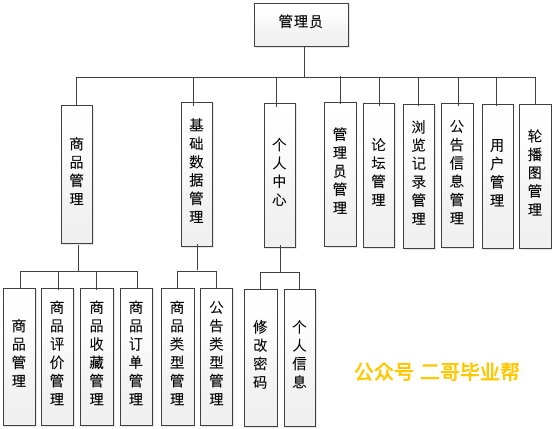 管理员
商品管理
基础数据管理
个人中心
管理员管理
论坛管理
浏览记录管理
公告信息管理
用户管理
轮播图管理
商品管理
商品评价管理
商品收藏管理
商品订单管理
商品类型管理
公告类型管理
修改密码
个人信息
公众号 二哥毕业帮